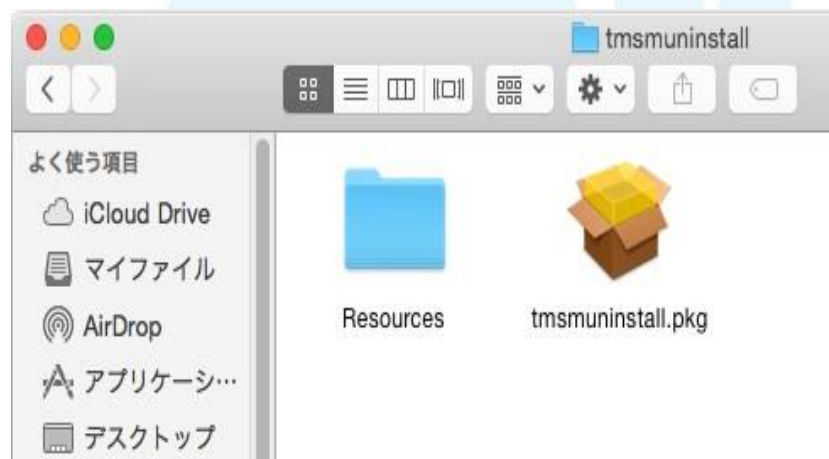 tmsmuninstall
よく使う項目
iCloud Drive
マイファイル
AirDrop
アプリケーシ…
デスクトップ
Resources
tmsmuninstall.pkg